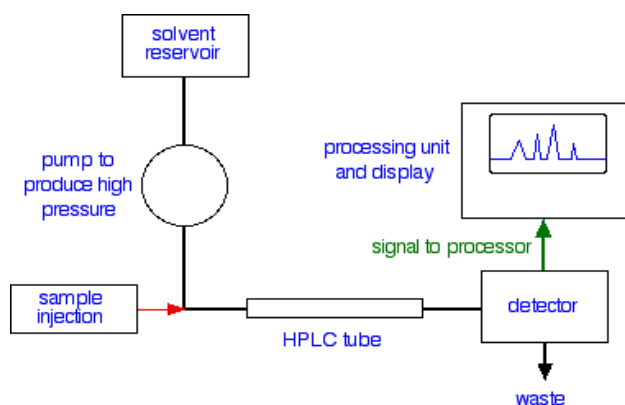 solvent
reservoir
pump to
produce high
pressure
processing unit
and display
signal to processor
sample
injection
HPLC tube
detector
waste